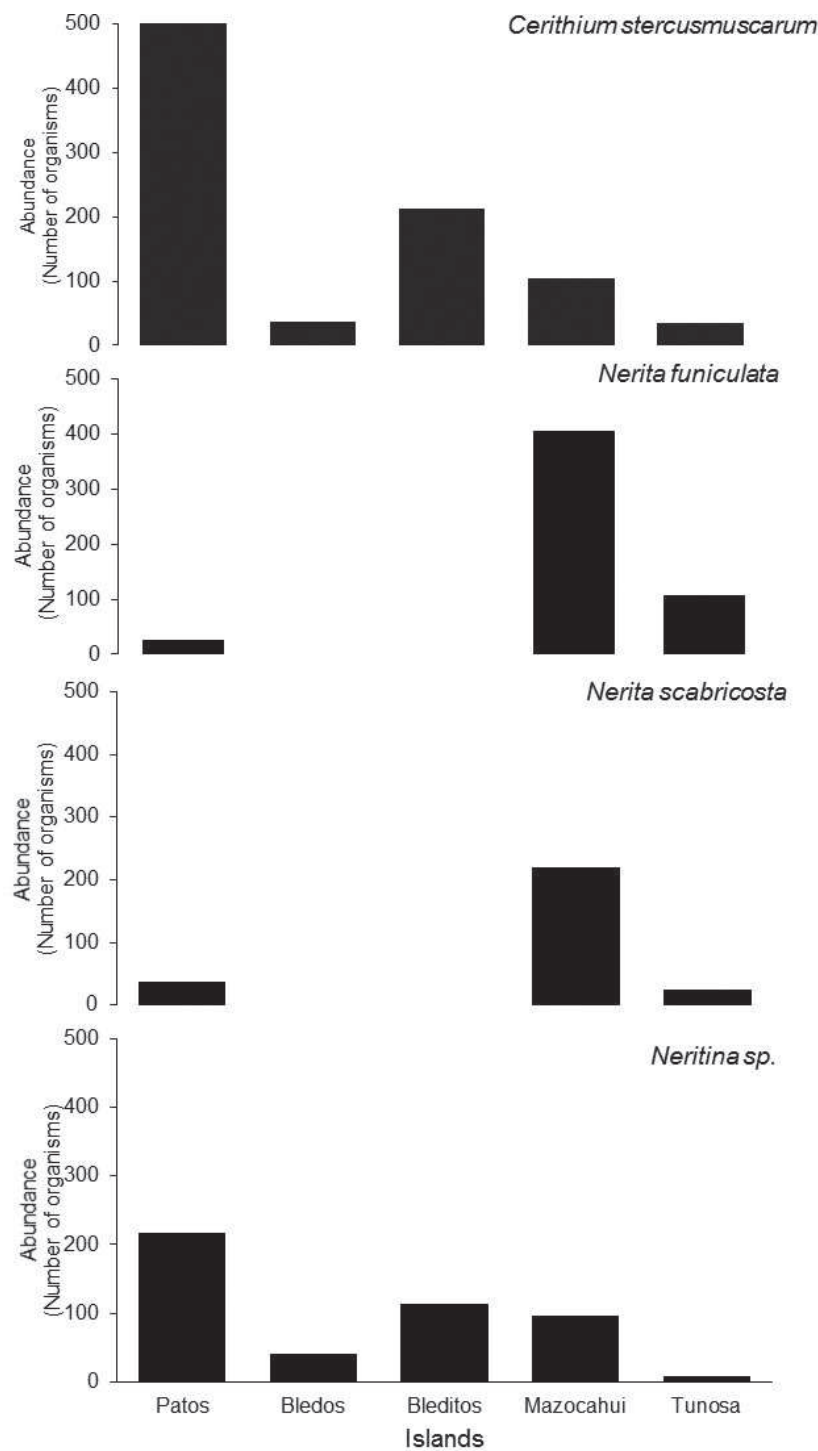 Cerithium stercusmuscarum
Abundance
(Number of organisms)
500
400
300
200
100
0
Nerita funiculata
Abundance
(Number of organisms)
500
400
300
200
100
0
Nerita scabricosta
Abundance
(Number of organisms)
500
400
300
200
100
0
Neritina sp.
Abundance
(Number of organisms)
500
400
300
200
100
0
Patos Bledos Bleditos Mazocahui Tunosa
Islands